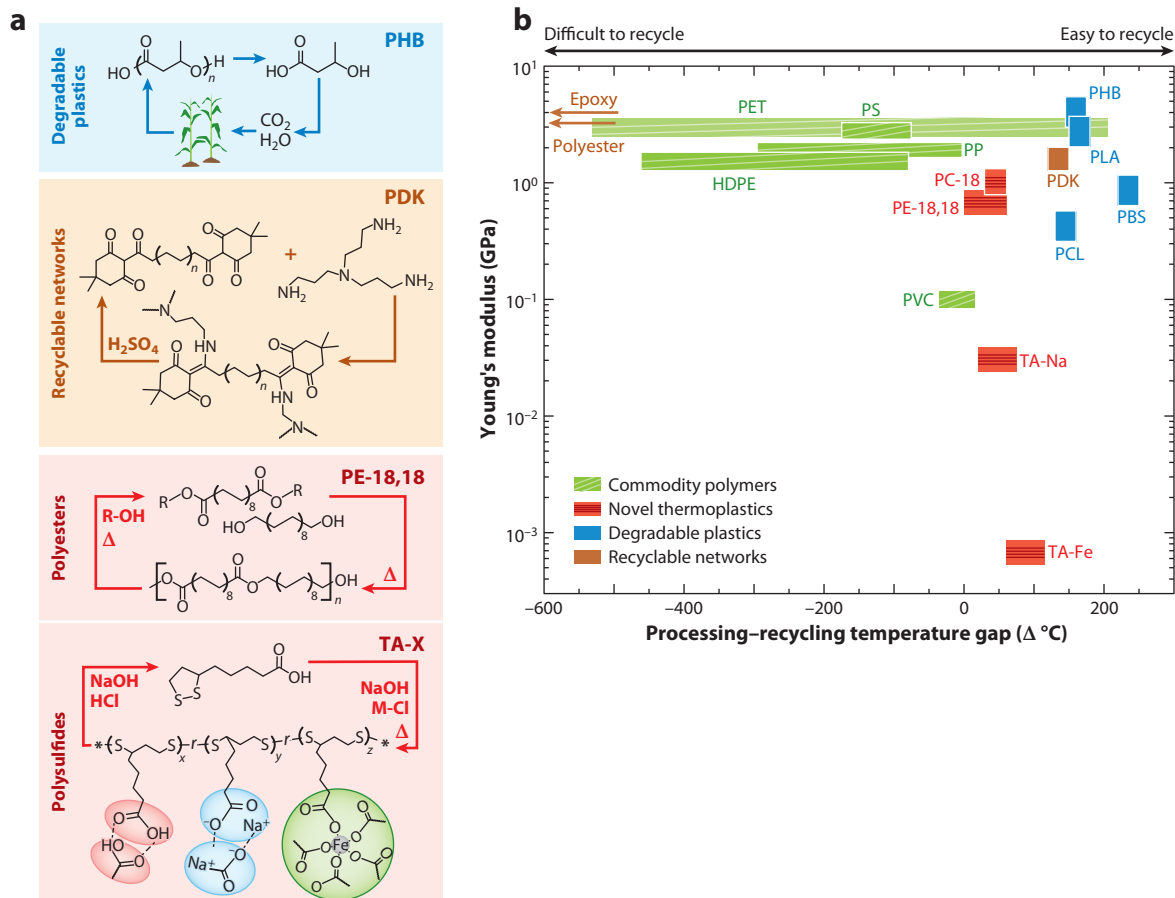 a
Degradable
plastics
PHB
O
HO
O
H
n
O
HO
OH
CO2
H2O
Recyclable networks
PDK
O
O
O
O
n
O
O
+
NH2
N
NH2
NH2
H2SO4
N
HN
O
O
n
O
O
HN
N
Polyesters
PE-18,18
R-OH
Δ
R
O
O
8
O
O
R
HO
8
OH
O
O
8
O
O
8
OH
n
Δ
Polysulfides
TA-X
NaOH
HCl
S
S
O
OH
NaOH
M-Cl
Δ
*
S
S
x
r
S
S
y
r
S
S
z
*
O
OH
HO
O
−O
O
Na+
Na+
O−
O
O
O
Fe
O
O
O
O
O
O
O
O
b
Difficult to recycle
Easy to recycle
Young's modulus (GPa)
10^1
10^0
10^−1
10^−2
10^−3
Epoxy
Polyester
PET
PS
PP
HDPE
PHB
PLA
PDK
PBS
PCL
PC-18
PE-18,18
PVC
TA-Na
TA-Fe
Commodity polymers
Novel thermoplastics
Degradable plastics
Recyclable networks
−600
−400
−200
0
200
Processing–recycling temperature gap (Δ °C)